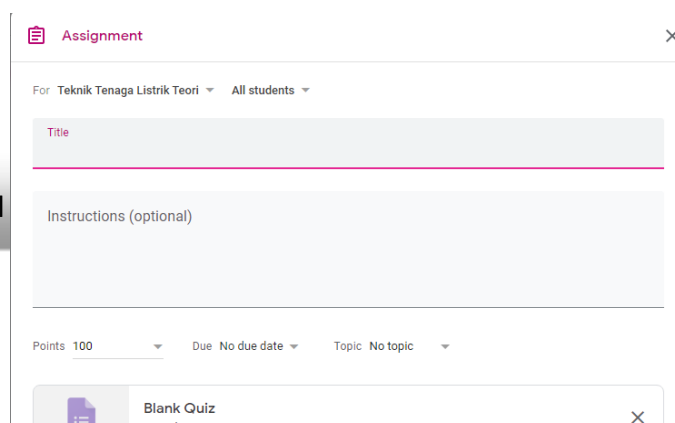 Assignment
For Teknik Tenaga Listrik Teori All students
Title
Instructions (optional)
Points 100 Due No due date Topic No topic
Blank Quiz